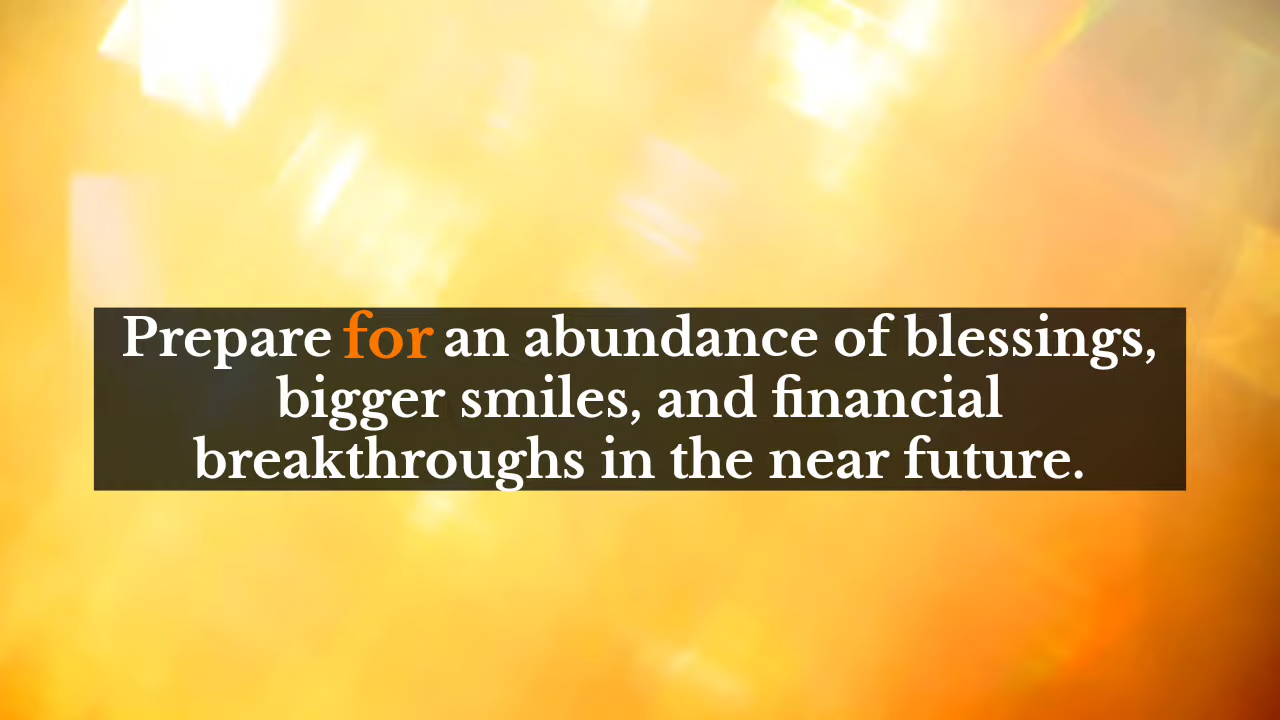 Prepare for an abundance of blessings,
bigger smiles, and financial
breakthroughs in the near future.